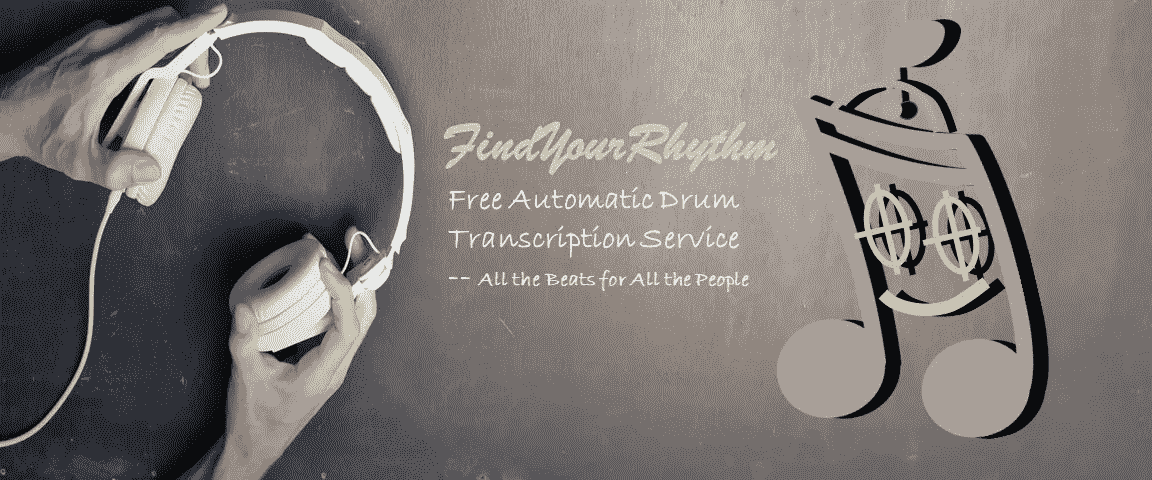 FindYourRhythm
Free Automatic Drum
Transcription Service
-- All the Beats for All the People